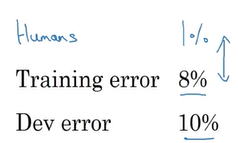 Humans 1%
Training error 8%
Dev error 10%